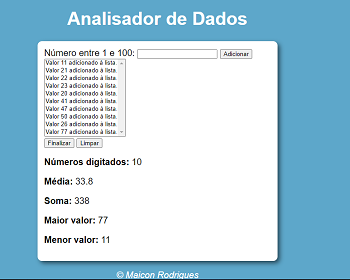 Analisador de Dados
Número entre 1 e 100: Adicionar
Valor 11 adicionado à lista.
Valor 21 adicionado à lista.
Valor 22 adicionado à lista.
Valor 23 adicionado à lista.
Valor 20 adicionado à lista.
Valor 41 adicionado à lista.
Valor 47 adicionado à lista.
Valor 50 adicionado à lista.
Valor 26 adicionado à lista.
Valor 77 adicionado à lista.
Finalizar Limpar
Números digitados: 10
Média: 33.8
Soma: 338
Maior valor: 77
Menor valor: 11
© Maicon Rodrigues